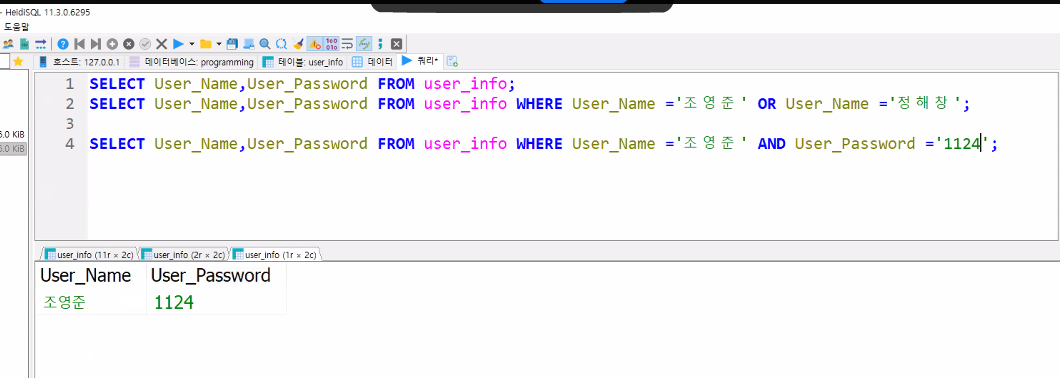 - HeidiSQL 11.3.0.6295
도움말
호스트: 127.0.0.1 데이터베이스: programming 테이블: user_info 데이터 쿼리*
1 SELECT User_Name,User_Password FROM user_info;
2 SELECT User_Name,User_Password FROM user_info WHERE User_Name ='조영준' OR User_Name ='정해창';
3
4 SELECT User_Name,User_Password FROM user_info WHERE User_Name ='조영준' AND User_Password ='1124';
6.0 KiB
6.0 KiB
user_info (11r × 2c) user_info (2r × 2c) user_info (1r × 2c)
User_Name User_Password
조영준 1124